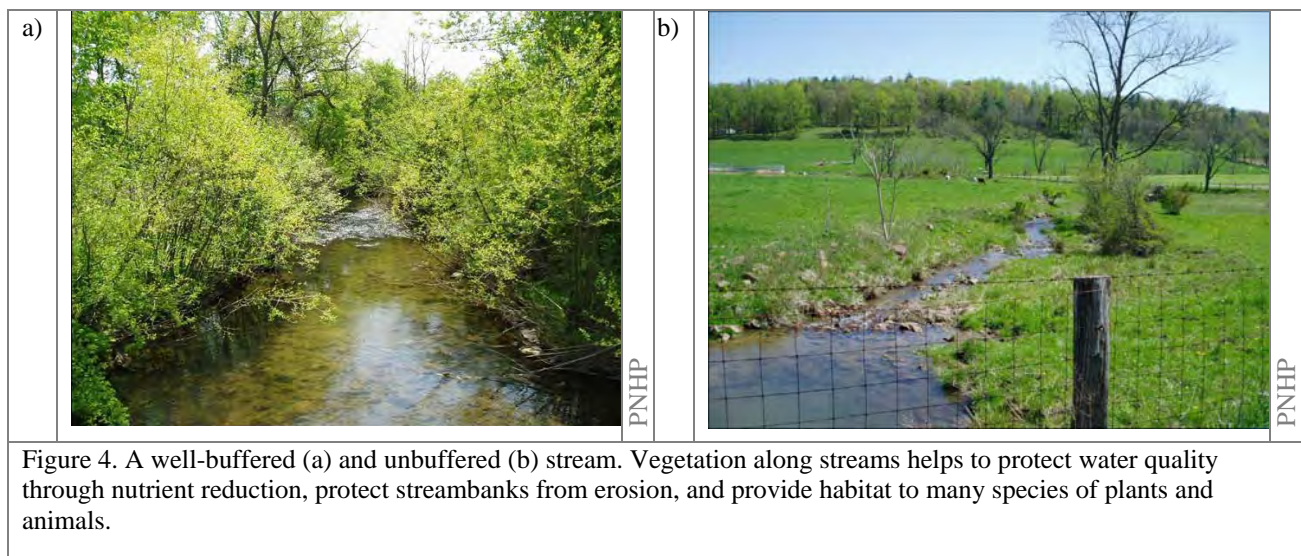 a)
PNHP
b)
PNHP
Figure 4. A well-buffered (a) and unbuffered (b) stream. Vegetation along streams helps to protect water quality
through nutrient reduction, protect streambanks from erosion, and provide habitat to many species of plants and
animals.